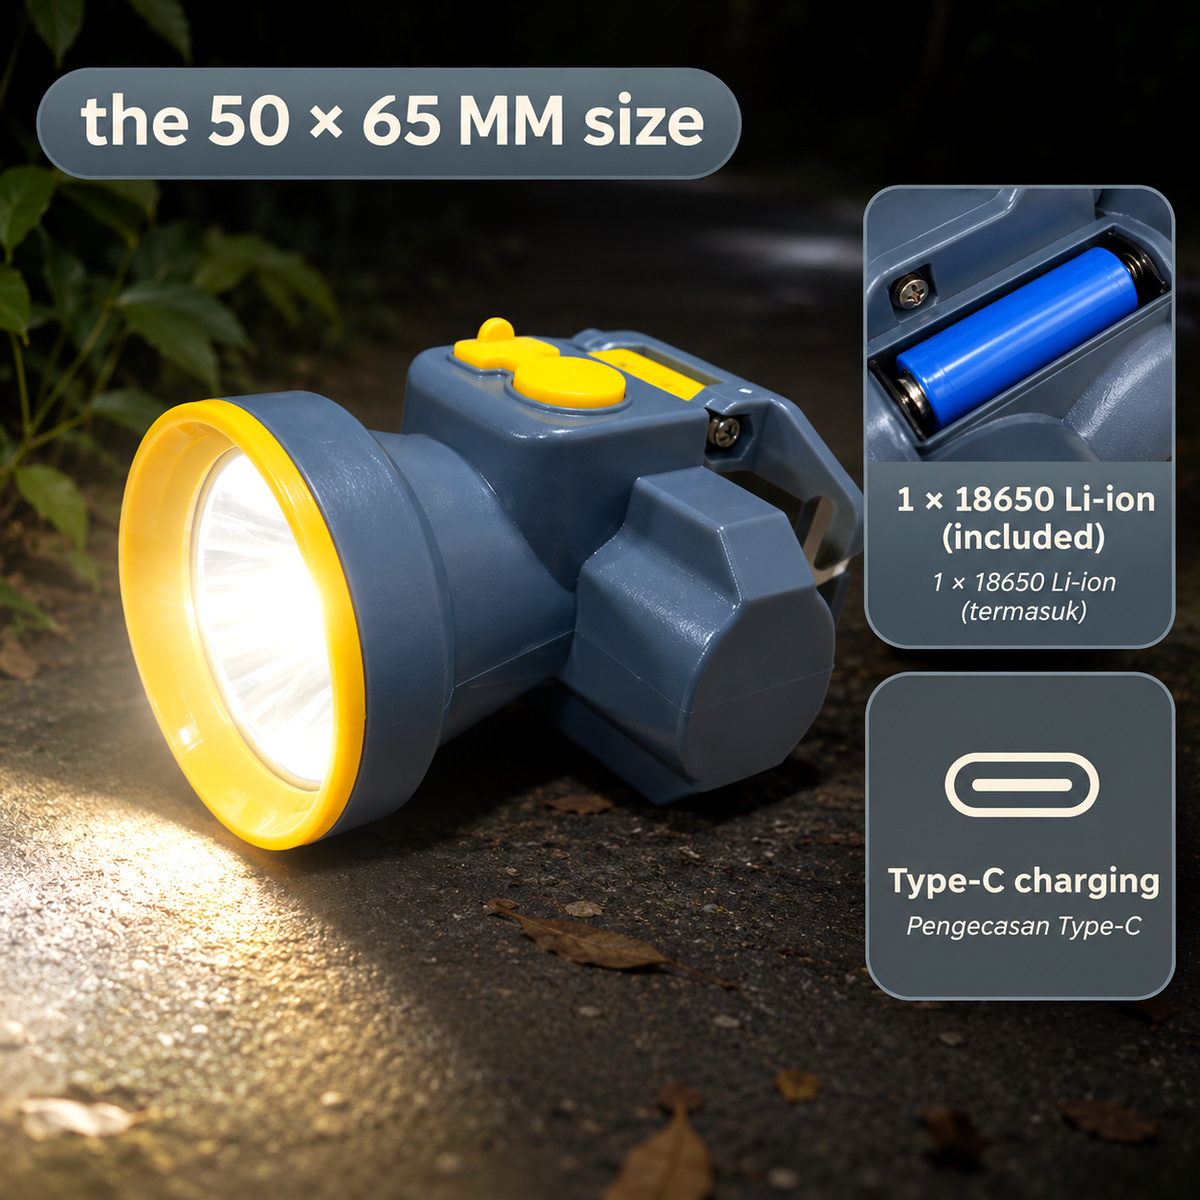 the 50 × 65 MM size
1 × 18650 Li-ion
(included)
1 × 18650 Li-ion
(termasuk)
Type-C charging
Pengecasan Type-C